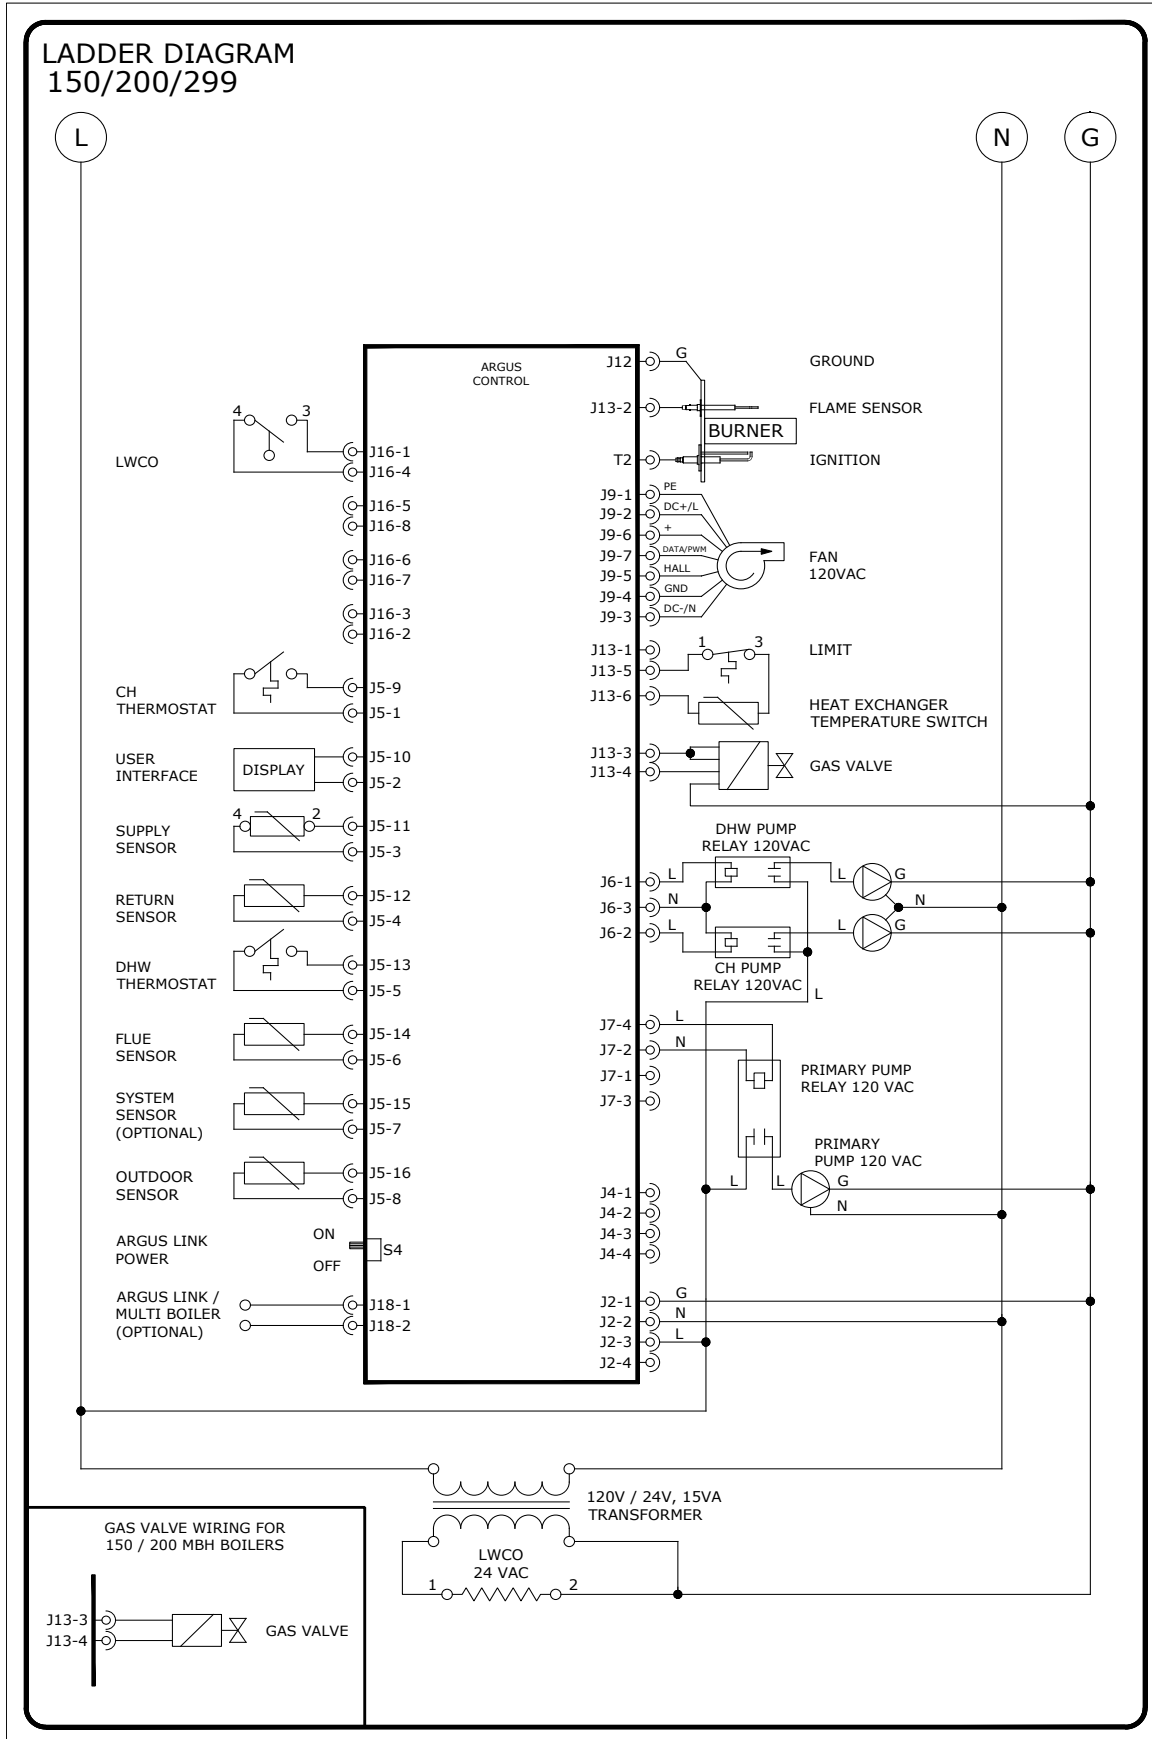 LADDER DIAGRAM
150/200/299
L
N
G
ARGUS
CONTROL
LWCO
4
3
J16-1
J16-4
J16-5
J16-8
J16-6
J16-7
J16-3
J16-2
CH
THERMOSTAT
J5-9
J5-1
USER
INTERFACE
DISPLAY
J5-10
J5-2
SUPPLY
SENSOR
4
2
J5-11
J5-3
RETURN
SENSOR
J5-12
J5-4
DHW
THERMOSTAT
J5-13
J5-5
FLUE
SENSOR
J5-14
J5-6
SYSTEM
SENSOR
(OPTIONAL)
J5-15
J5-7
OUTDOOR
SENSOR
J5-16
J5-8
ARGUS LINK
POWER
ON
OFF
S4
ARGUS LINK /
MULTI BOILER
(OPTIONAL)
J18-1
J18-2
J12
G
GROUND
J13-2
FLAME SENSOR
BURNER
T2
IGNITION
J9-1
PE
J9-2
DC+/L
J9-6
+
J9-7
DATA/PWM
J9-5
HALL
J9-4
GND
J9-3
DC-/N
FAN
120VAC
J13-1
J13-5
1
3
LIMIT
J13-6
HEAT EXCHANGER
TEMPERATURE SWITCH
J13-3
J13-4
GAS VALVE
DHW PUMP
RELAY 120VAC
J6-1
L
L
G
J6-3
N
N
J6-2
L
L
G
CH PUMP
RELAY 120VAC
L
J7-4
L
J7-2
N
J7-1
J7-3
PRIMARY PUMP
RELAY 120 VAC
PRIMARY
PUMP 120 VAC
L
L
G
N
J4-1
J4-2
J4-3
J4-4
J2-1
G
J2-2
N
J2-3
L
J2-4
120V / 24V, 15VA
TRANSFORMER
LWCO
24 VAC
1
2
GAS VALVE WIRING FOR
150 / 200 MBH BOILERS
J13-3
J13-4
GAS VALVE